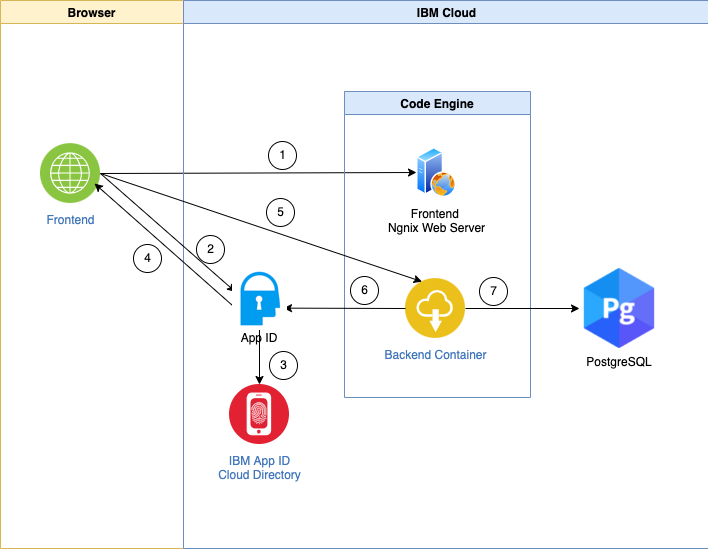 Browser
IBM Cloud
Code Engine
1
Frontend
Frontend
Ngnix Web Server
5
2
4
6
7
App ID
Backend Container
Pg
PostgreSQL
3
IBM App ID
Cloud Directory